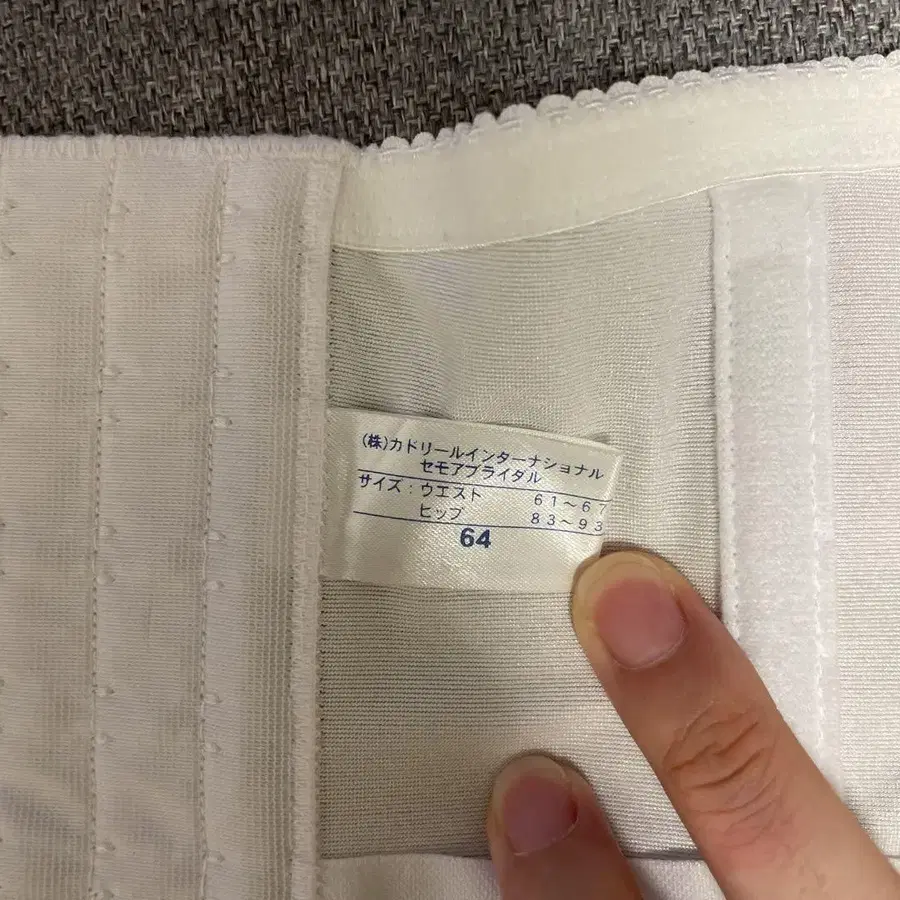 (株)カドリールインターナショナル
セモアブライダル
サイズ：ウエスト 61～67
ヒップ 83～93
64